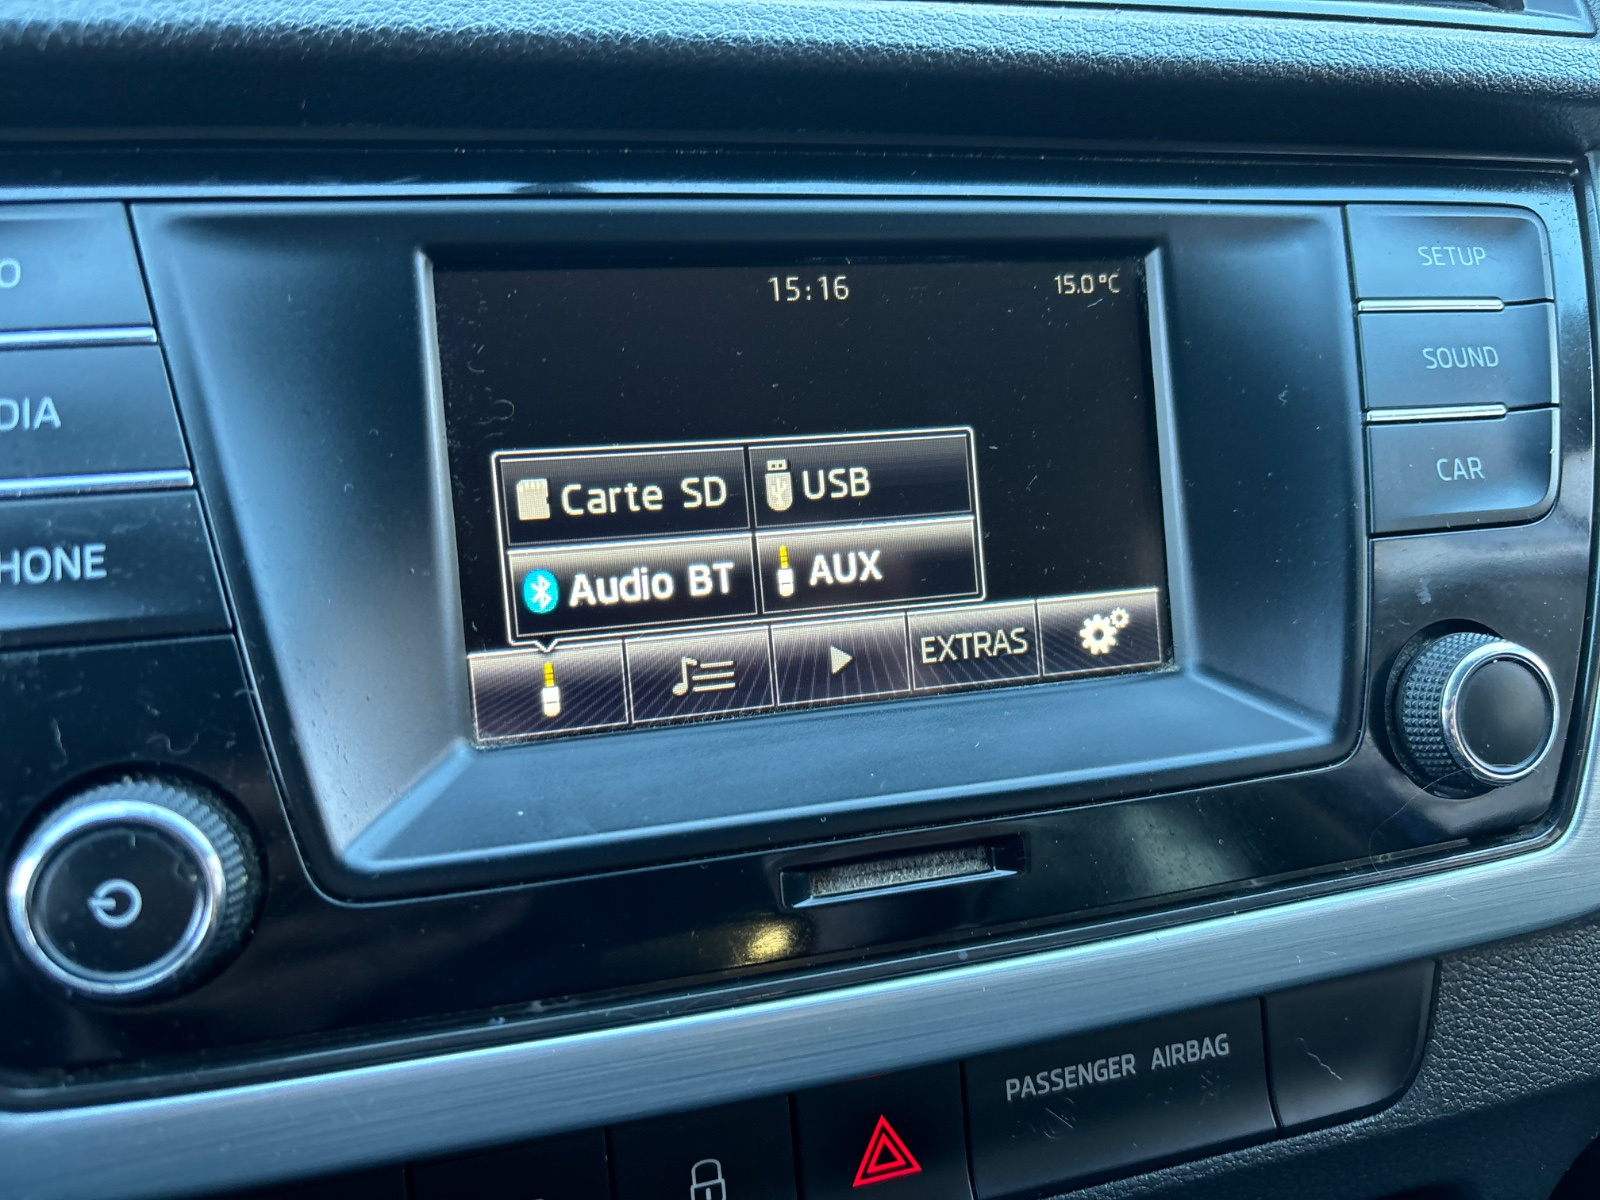 15:16
15.0 °C
Carte SD
USB
Audio BT
AUX
EXTRAS
SETUP
SOUND
CAR
O
DIA
HONE
PASSENGER AIRBAG